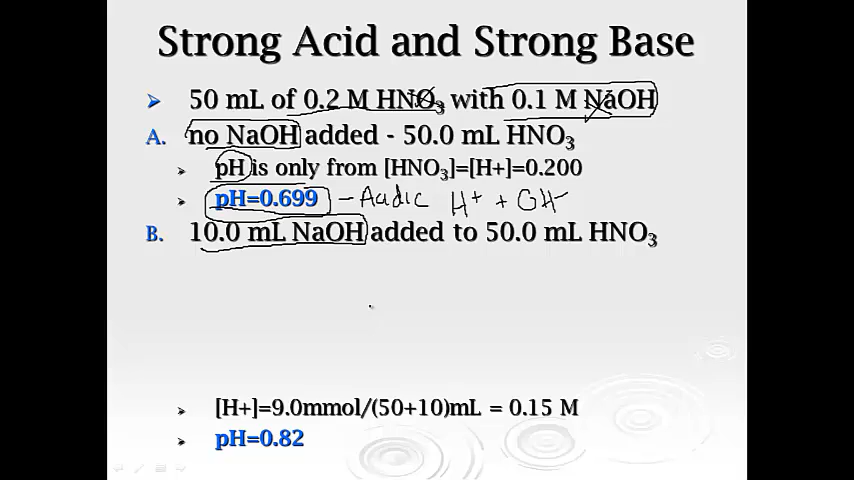 Strong Acid and Strong Base
50 mL of 0.2 M HNO₃ with 0.1 M NaOH
A. no NaOH added - 50.0 mL HNO₃
pH is only from [HNO₃]=[H+]=0.200
pH=0.699 - Acidic H⁺ + OH⁻
B. 10.0 mL NaOH added to 50.0 mL HNO₃
[H+]=9.0mmol/(50+10)mL = 0.15 M
pH=0.82